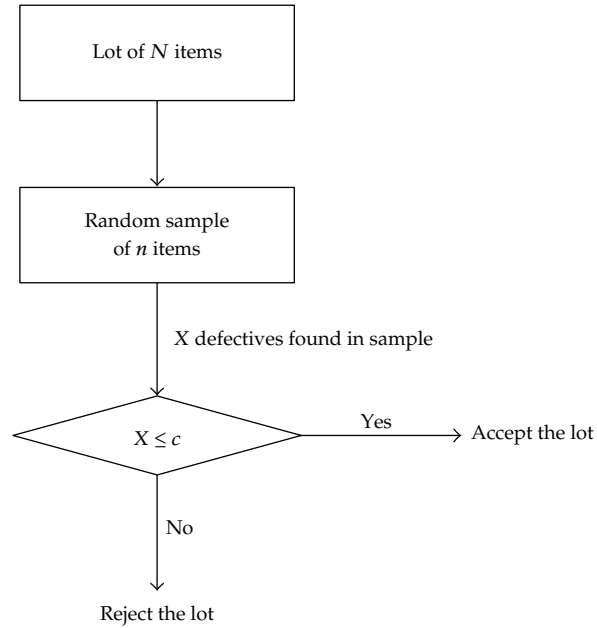 Lot of N items
Random sample
of n items
X defectives found in sample
X ≤ c
Yes
Accept the lot
No
Reject the lot